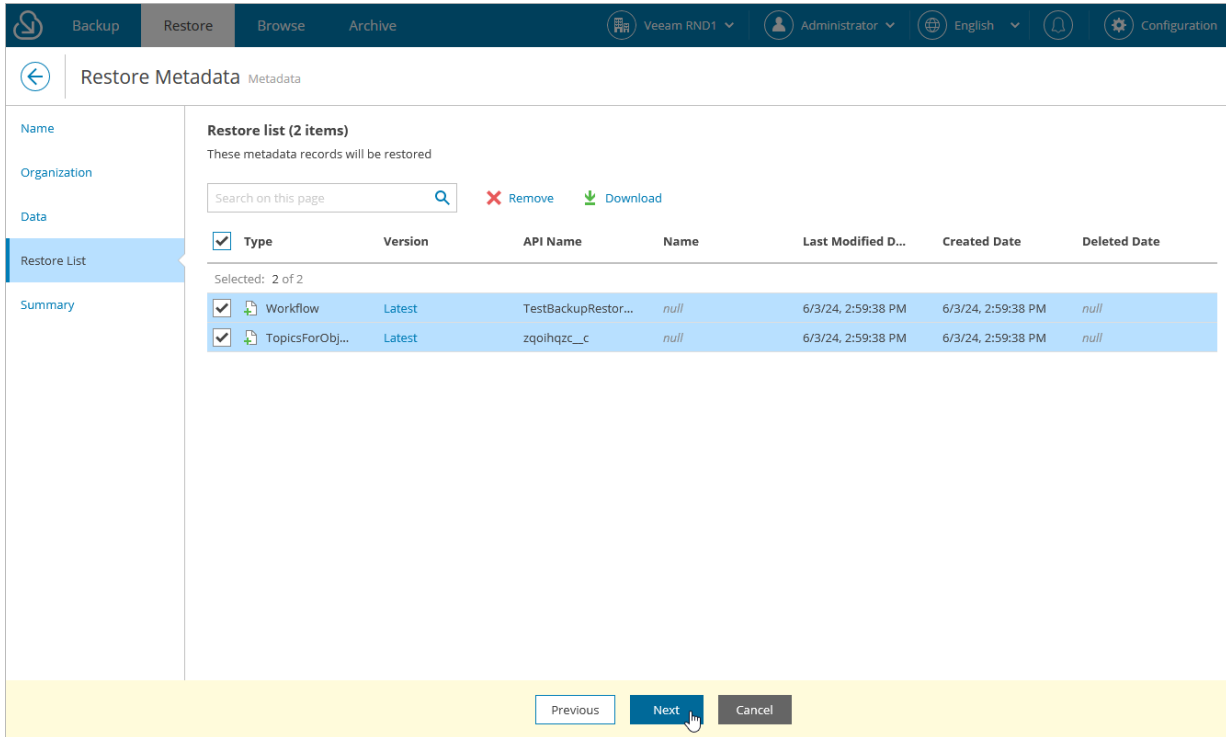 Backup Restore Browse Archive Veeam RND1 Administrator English Configuration
Restore Metadata Metadata
Name
Organization
Data
Restore List
Summary
Restore list (2 items)
These metadata records will be restored
Search on this page Remove Download
Type Version API Name Name Last Modified D... Created Date Deleted Date
Selected: 2 of 2
Workflow Latest TestBackupRestor... null 6/3/24, 2:59:38 PM 6/3/24, 2:59:38 PM null
TopicsForObj... Latest zqoihqzc__c null 6/3/24, 2:59:38 PM 6/3/24, 2:59:38 PM null
Previous Next Cancel